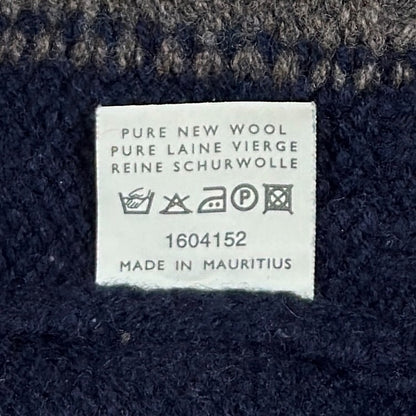 PURE NEW WOOL
PURE LAINE VIERGE
REINE SCHURWOLLE
P
1604152
MADE IN MAURITIUS